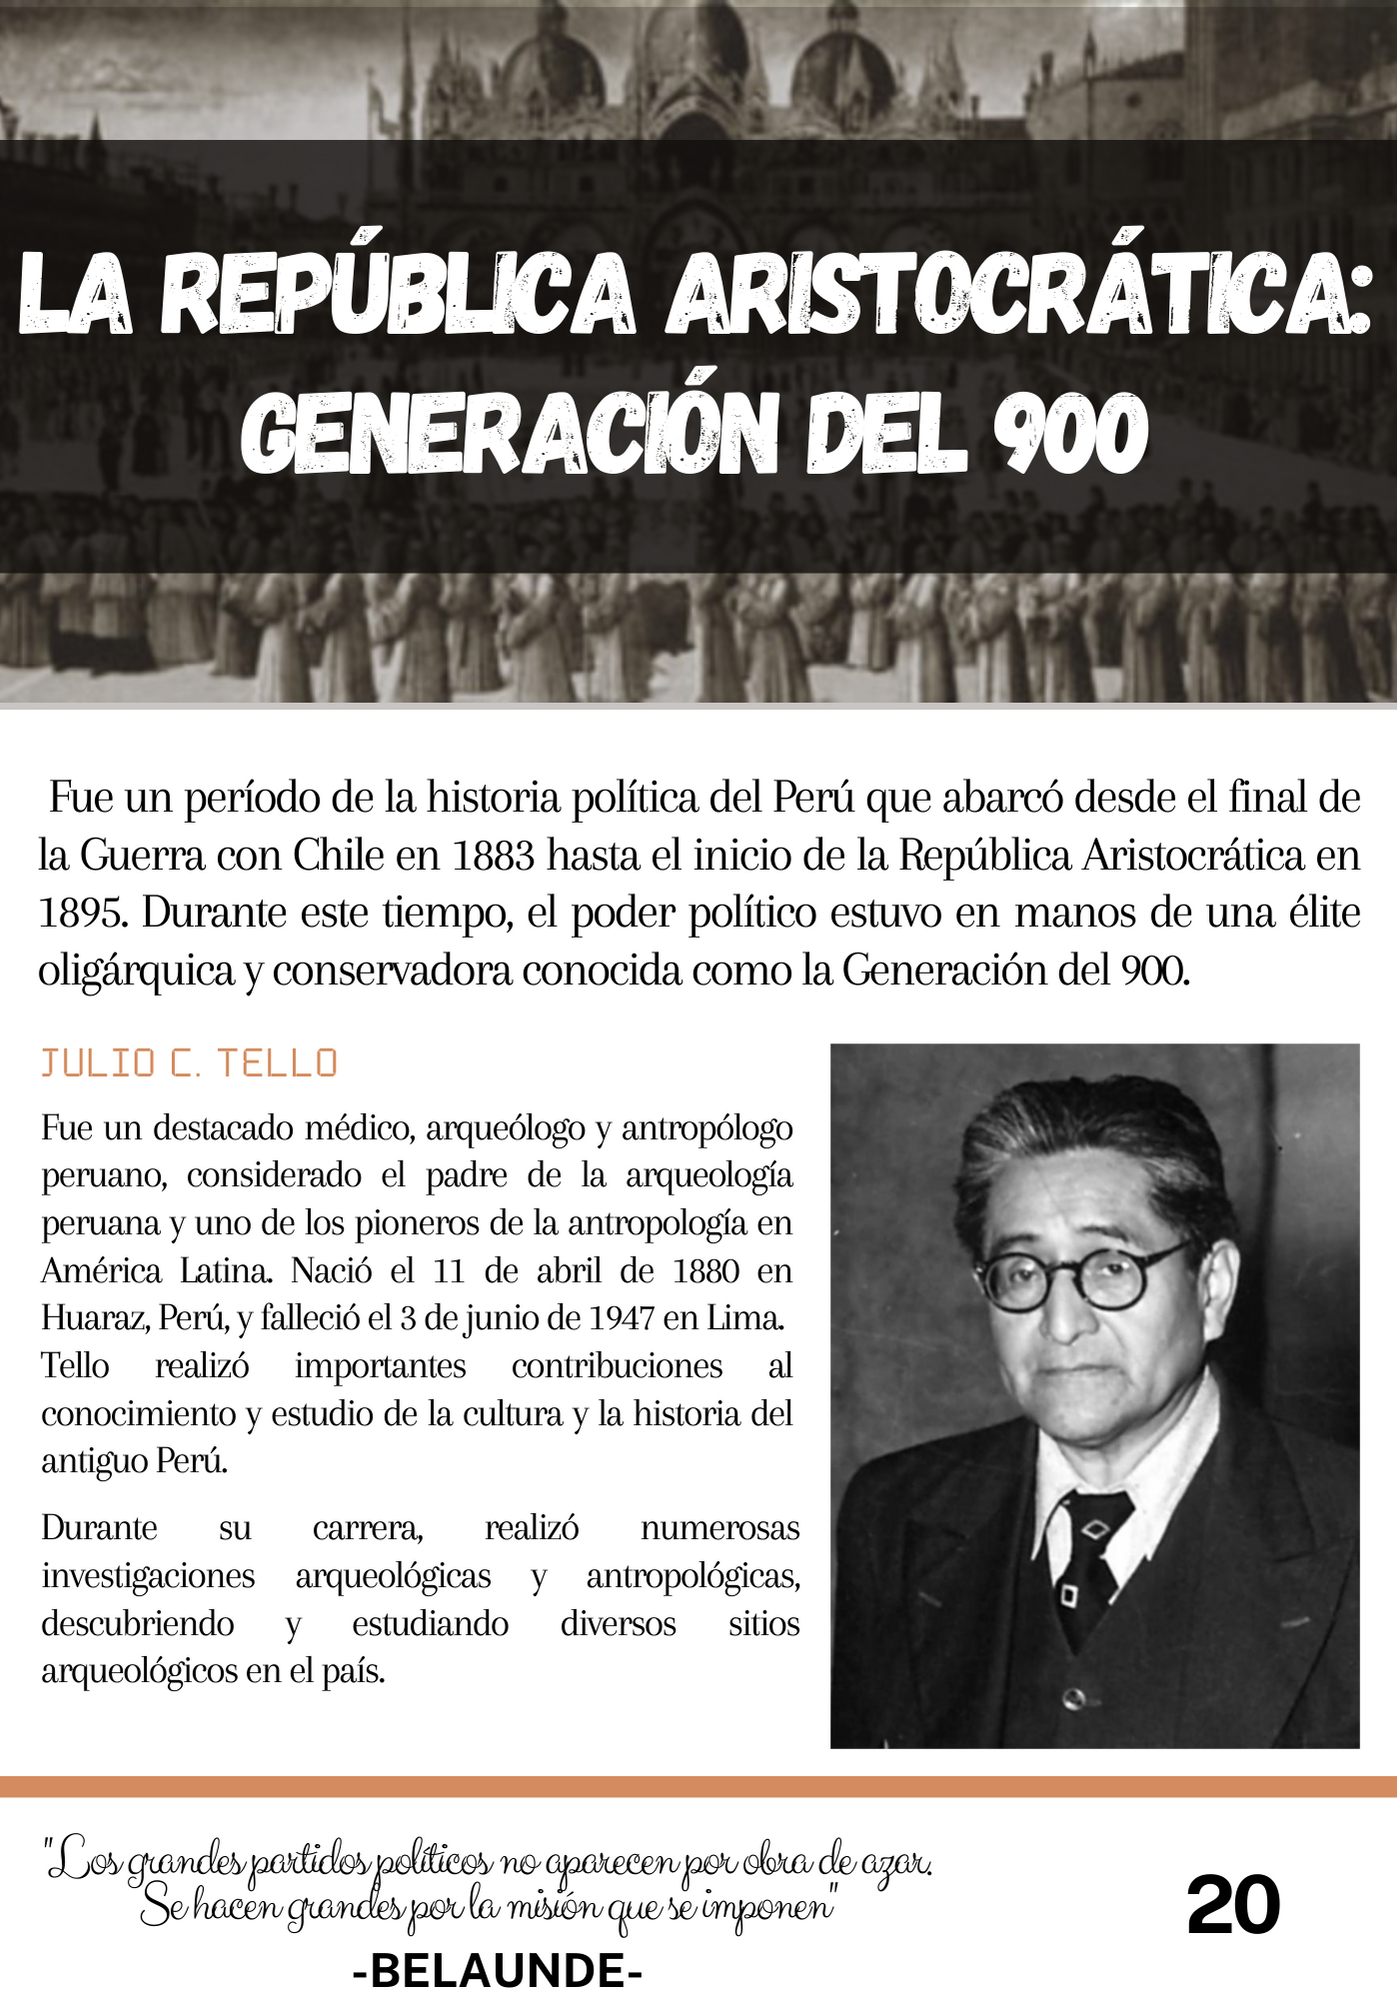 LA REPÚBLICA ARISTOCRÁTICA:
GENERACIÓN DEL 900
Fue un período de la historia política del Perú que abarcó desde el final de
la Guerra con Chile en 1883 hasta el inicio de la República Aristocrática en
1895. Durante este tiempo, el poder político estuvo en manos de una élite
oligárquica y conservadora conocida como la Generación del 900.
JULIO C. TELLO
Fue un destacado médico, arqueólogo y antropólogo
peruano, considerado el padre de la arqueología
peruana y uno de los pioneros de la antropología en
América Latina. Nació el 11 de abril de 1880 en
Huaraz, Perú, y falleció el 3 de junio de 1947 en Lima.
Tello realizó importantes contribuciones al
conocimiento y estudio de la cultura y la historia del
antiguo Perú.
Durante su carrera, realizó numerosas
investigaciones arqueológicas y antropológicas,
descubriendo y estudiando diversos sitios
arqueológicos en el país.
"Los grandes partidos políticos no aparecen por obra de azar.
Se hacen grandes por la misión que se imponen"
-BELAUNDE-
20